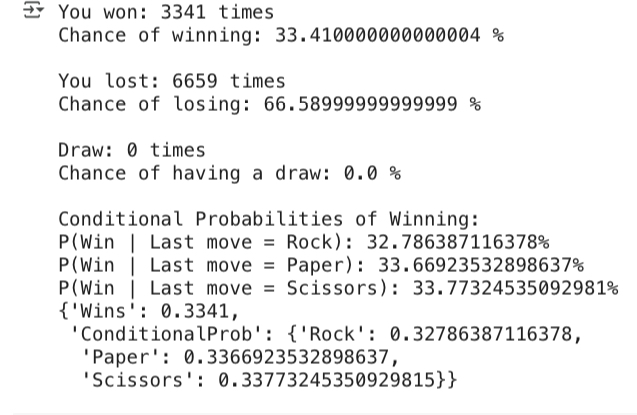 You won: 3341 times
Chance of winning: 33.410000000000004 %
You lost: 6659 times
Chance of losing: 66.58999999999999 %
Draw: 0 times
Chance of having a draw: 0.0 %
Conditional Probabilities of Winning:
P(Win | Last move = Rock): 32.786387116378%
P(Win | Last move = Paper): 33.66923532898637%
P(Win | Last move = Scissors): 33.77324535092981%
{'Wins': 0.3341,
'ConditionalProb': {'Rock': 0.32786387116378,
'Paper': 0.3366923532898637,
'Scissors': 0.33773245350929815}}